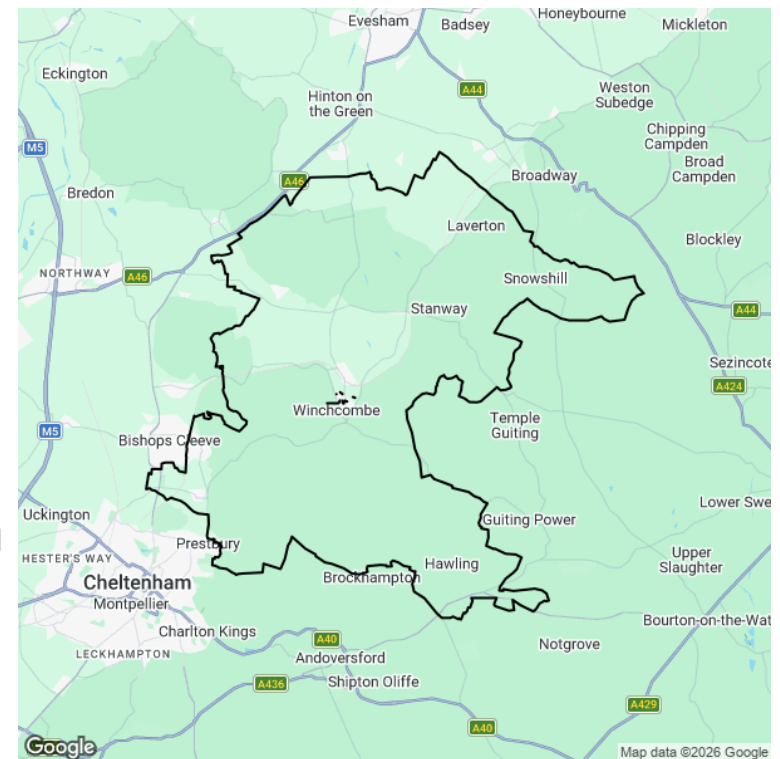 Evesham
Badsey
Honeybourne
Mickleton
Eckington
A44
Weston
Subedge
Hinton on
the Green
Chipping
Campden
M5
Broad
Campden
A46
Broadway
Bredon
Laverton
Blockley
NORTHWAY
A46
Snowshill
Stanway
A44
Sezincote
A424
Winchcombe
Temple
Guiting
M5
Bishops Cleeve
Lower Swe
Uckington
Guiting Power
Prestbury
HESTER'S WAY
Upper
Slaughter
Hawling
Cheltenham
Brockhampton
Montpellier
Bourton-on-the-Wat
Charlton Kings
A40
Notgrove
LECKHAMPTON
Andoversford
A436
Shipton Oliffe
A429
A40
Google
Map data ©2026 Google